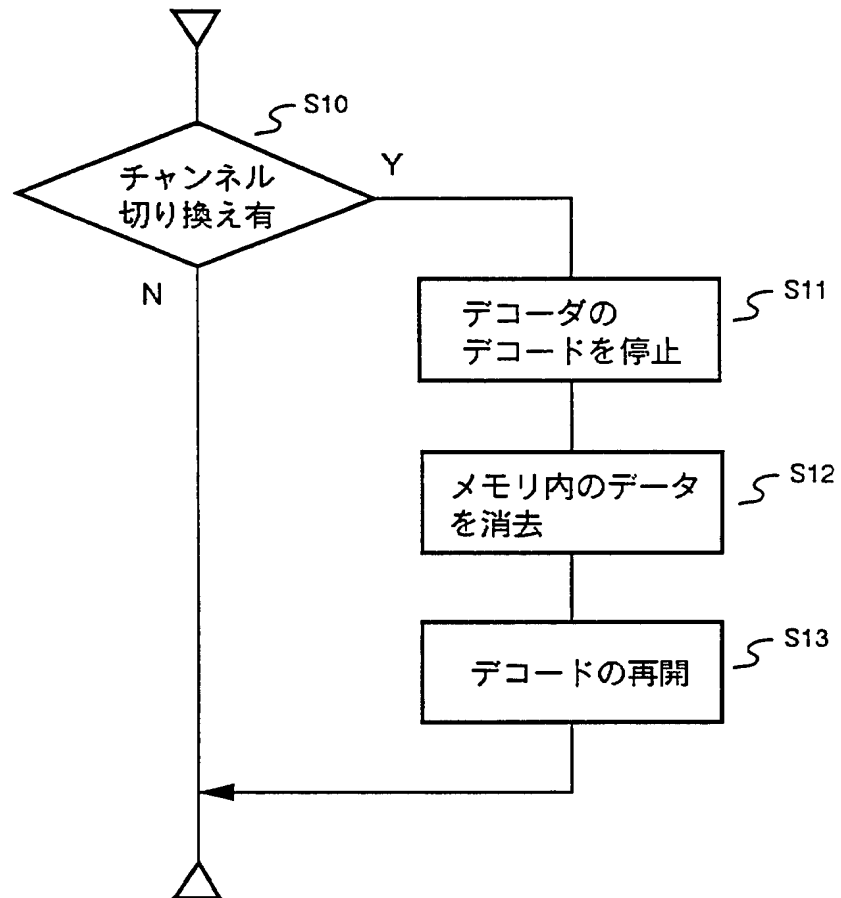 S10
チャンネル
切り換え有
Y
N
デコーダの
デコードを停止
S11
メモリ内のデータ
を消去
S12
デコードの再開
S13